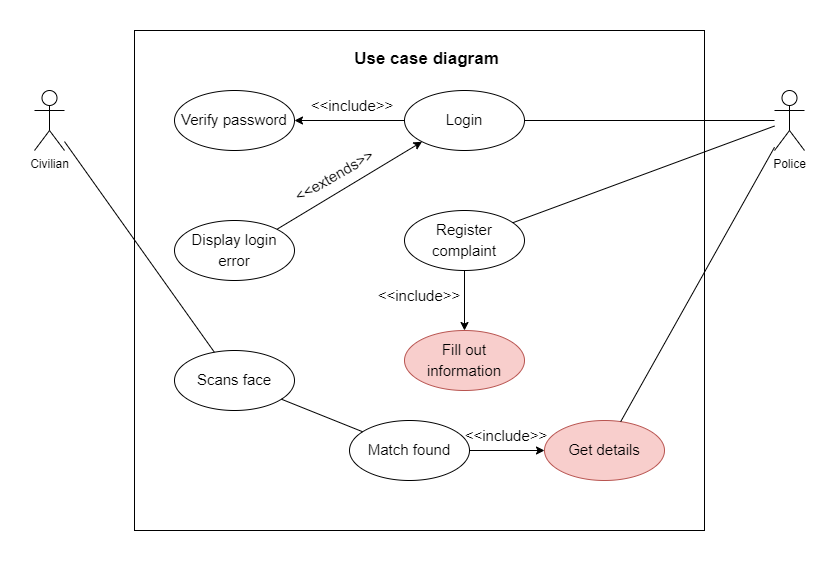 Use case diagram
Verify password
<<include>>
Login
Civilian
Police
<<extends>>
Display login
error
Register
complaint
<<include>>
Fill out
information
Scans face
Match found
<<include>>
Get details